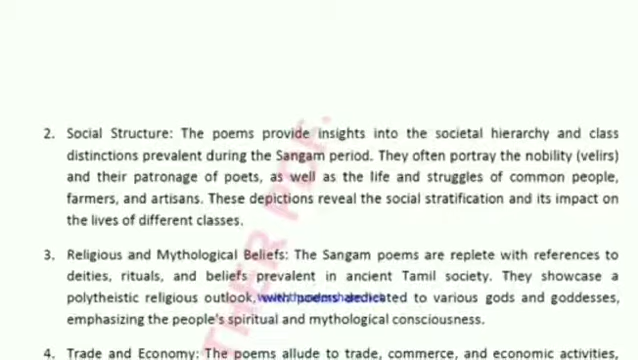 2. Social Structure: The poems provide insights into the societal hierarchy and class
distinctions prevalent during the Sangam period. They often portray the nobility (velirs)
and their patronage of poets, as well as the life and struggles of common people,
farmers, and artisans. These depictions reveal the social stratification and its impact on
the lives of different classes.
3. Religious and Mythological Beliefs: The Sangam poems are replete with references to
deities, rituals, and beliefs prevalent in ancient Tamil society. They showcase a
polytheistic religious outlook, with poems dedicated to various gods and goddesses,
emphasizing the people's spiritual and mythological consciousness.
4. Trade and Economy: The poems allude to trade, commerce, and economic activities,
THER PDF.